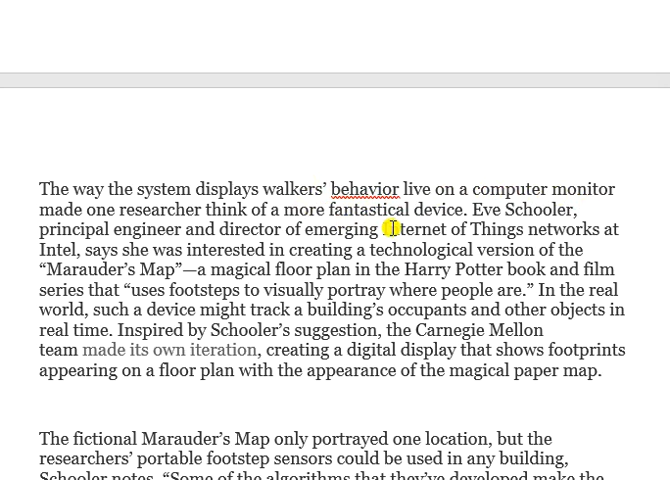 The way the system displays walkers’ behavior live on a computer monitor
made one researcher think of a more fantastical device. Eve Schooler,
principal engineer and director of emerging Internet of Things networks at
Intel, says she was interested in creating a technological version of the
“Marauder’s Map”—a magical floor plan in the Harry Potter book and film
series that “uses footsteps to visually portray where people are.” In the real
world, such a device might track a building’s occupants and other objects in
real time. Inspired by Schooler’s suggestion, the Carnegie Mellon
team made its own iteration, creating a digital display that shows footprints
appearing on a floor plan with the appearance of the magical paper map.
The fictional Marauder’s Map only portrayed one location, but the
researchers’ portable footstep sensors could be used in any building,
Schooler notes. “Some of the algorithms that they’ve developed make the